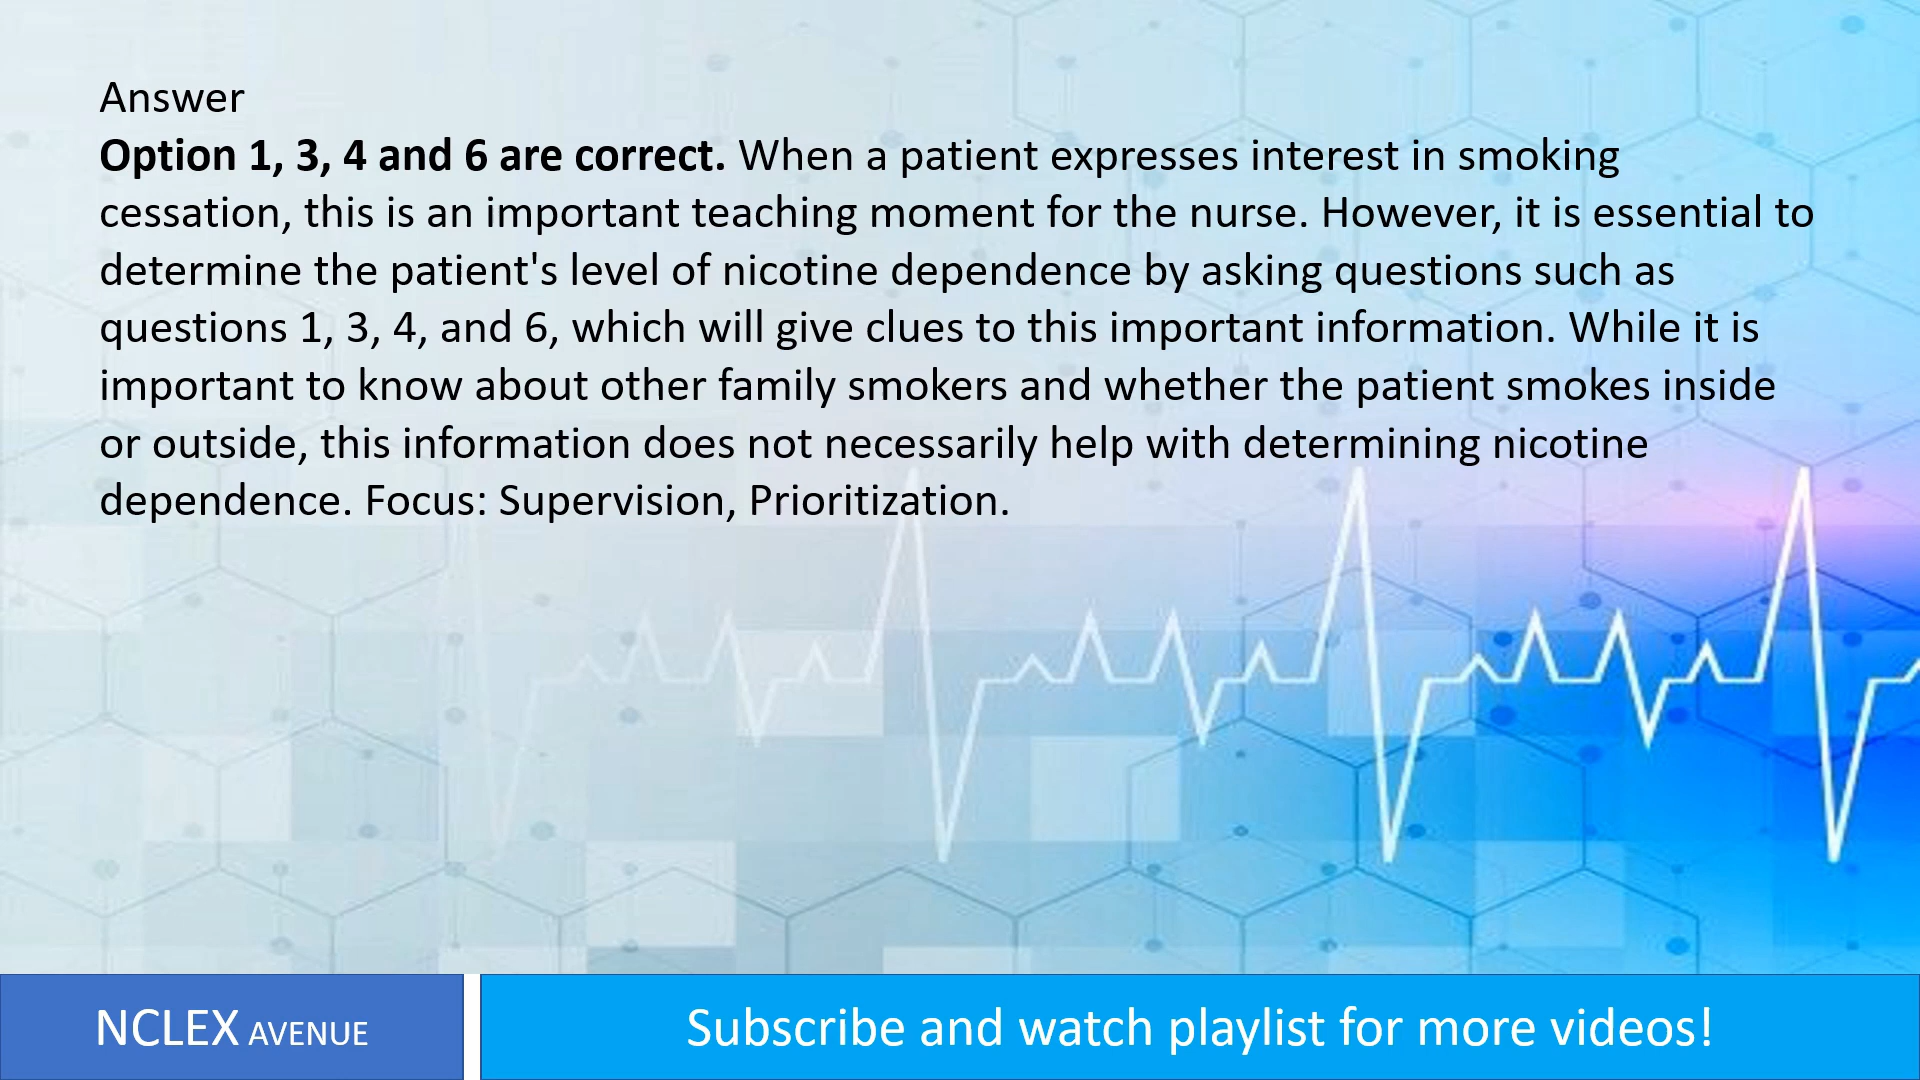 Answer
Option 1, 3, 4 and 6 are correct. When a patient expresses interest in smoking
cessation, this is an important teaching moment for the nurse. However, it is essential to
determine the patient's level of nicotine dependence by asking questions such as
questions 1, 3, 4, and 6, which will give clues to this important information. While it is
important to know about other family smokers and whether the patient smokes inside
or outside, this information does not necessarily help with determining nicotine
dependence. Focus: Supervision, Prioritization.
NCLEX AVENUE
Subscribe and watch playlist for more videos!